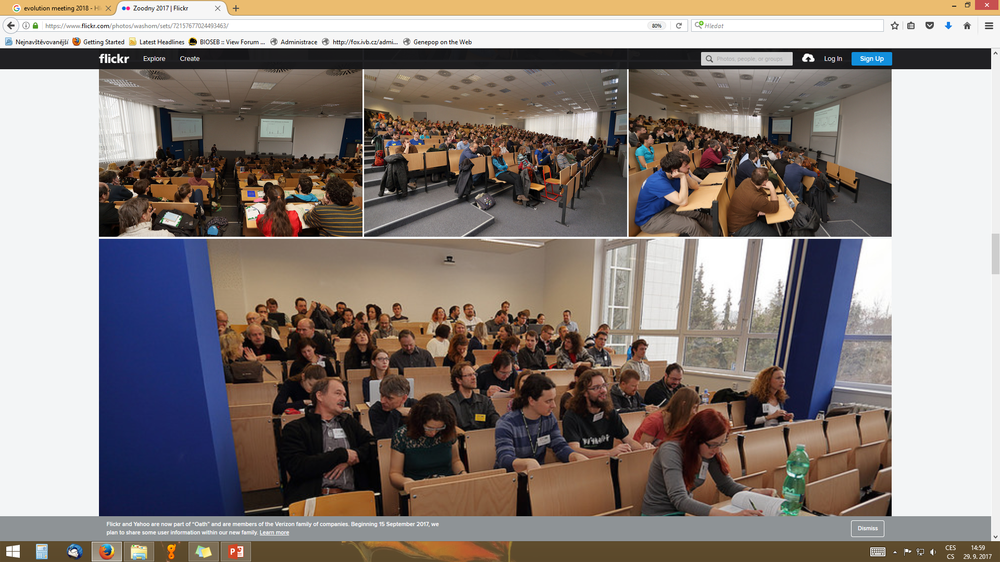 evolution meeting 2018 - Hl
Zoodny 2017 | Flickr
https://www.flickr.com/photos/washom/sets/72157677024493463/
80%
Hledat
Nejnavštěvovanější
Getting Started
Latest Headlines
BIOSEB :: View Forum ...
Administrace
http://fox.ivb.cz/admi...
Genepop on the Web
flickr
Explore
Create
Photos, people, or groups
Log In
Sign Up
Flickr and Yahoo are now part of “Oath” and are members of the Verizon family of companies. Beginning 15 September 2017, we
plan to share some user information within our new family. Learn more
Dismiss
CES
14:59
CS
29. 9. 2017